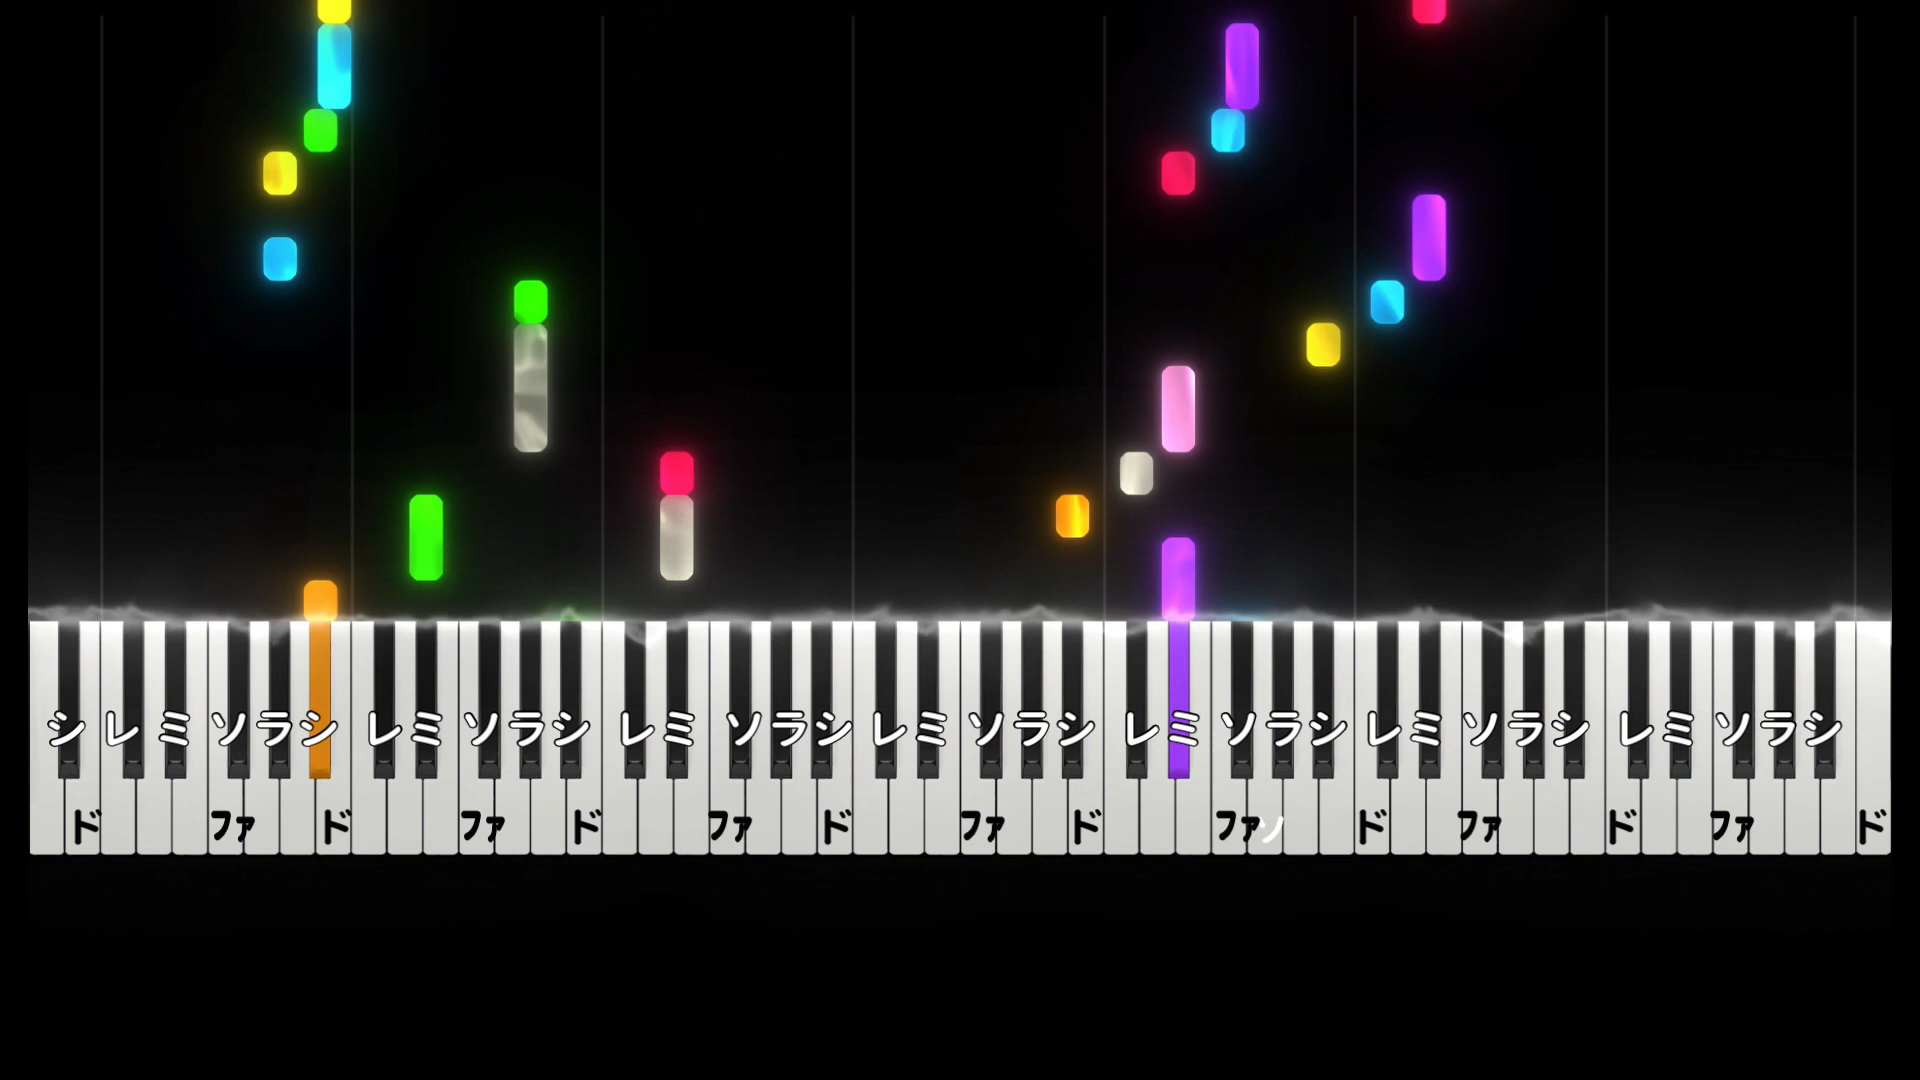 シ レ ミ ソラシ レミ ソラシ レミ ソラシ レミ ソラシ レミ ソラシ レミ ソラシ レミ ソラシ
ド ファ ド ファ ド ファ ド ファ ド ファ ド ファ ド ファ ド